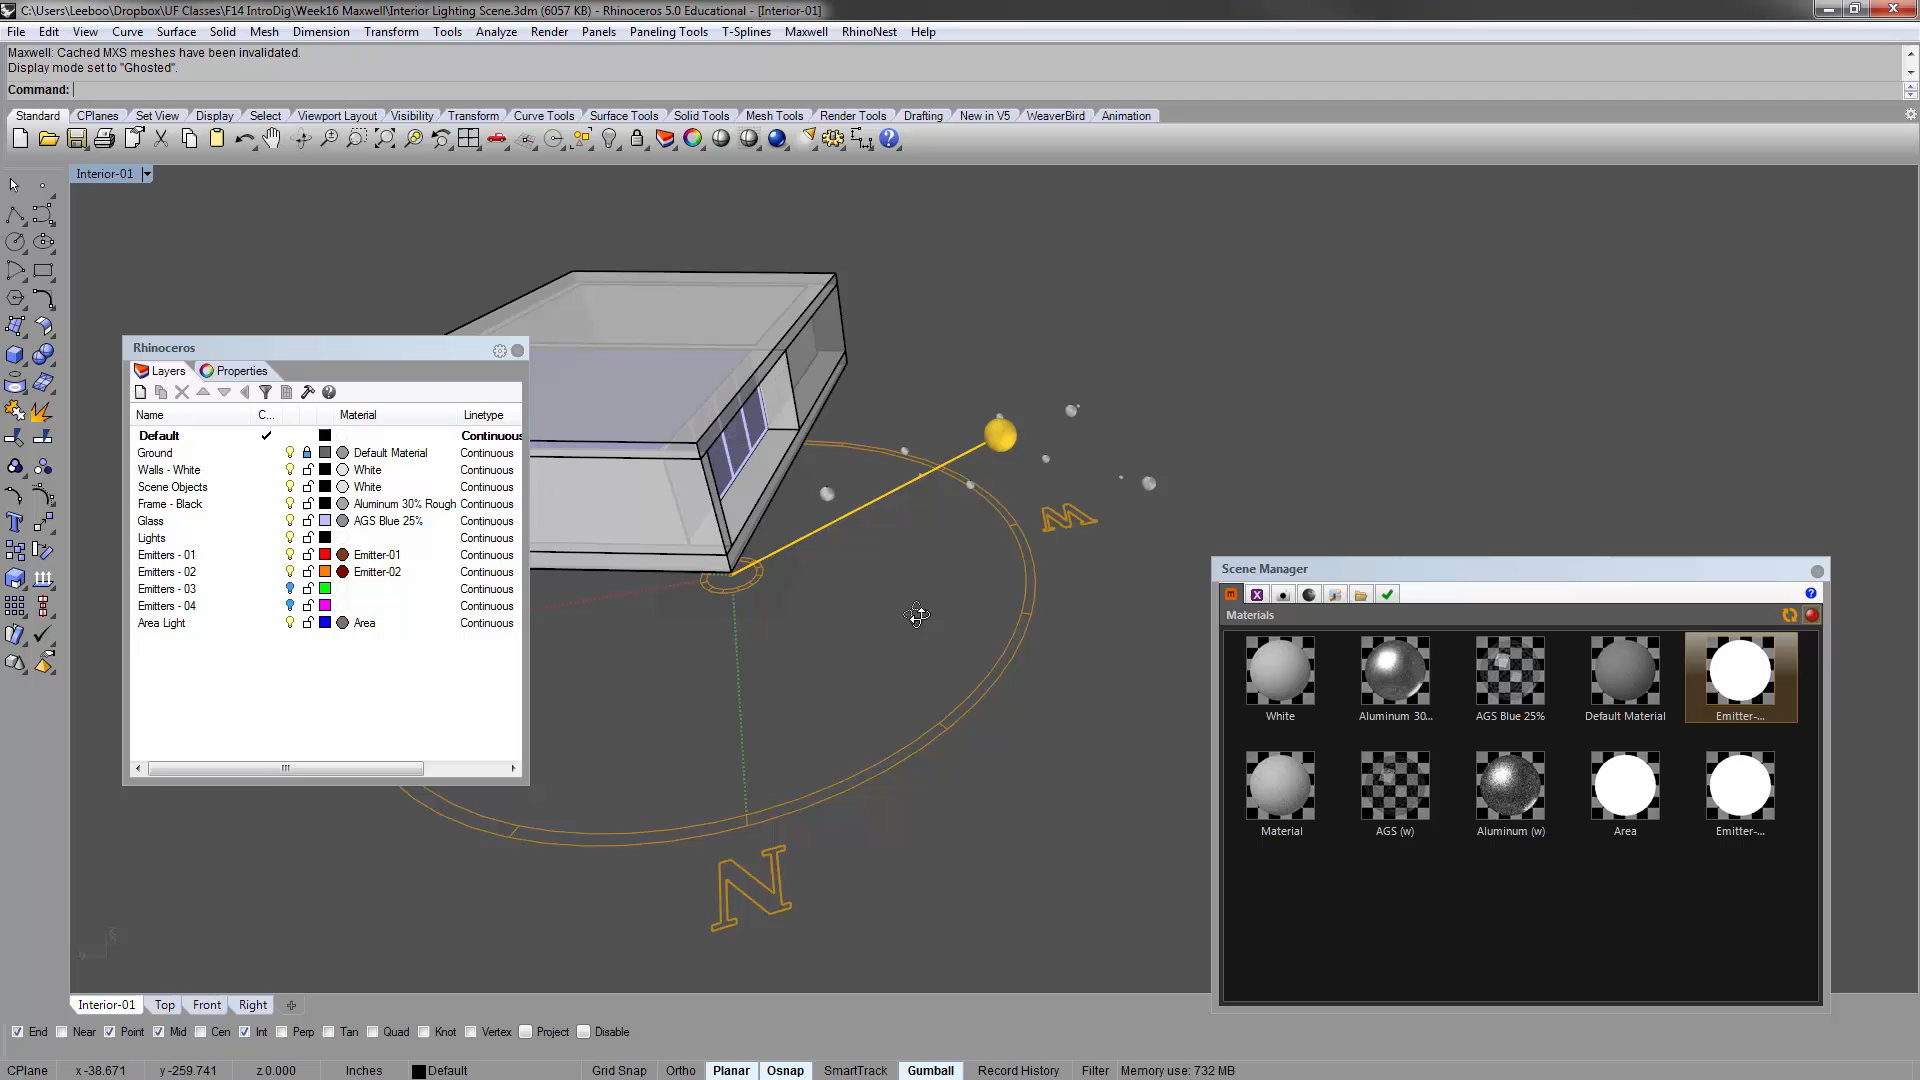 C:\Users\Leeboo\Dropbox\UF Classes\F14 IntroDig\Week16 Maxwell\Interior Lighting Scene.3dm (6057 KB) - Rhinoceros 5.0 Educational - [Interior-01]
File Edit View Curve Surface Solid Mesh Dimension Transform Tools Analyze Render Panels Paneling Tools T-Splines Maxwell RhinoNest Help
Maxwell: Cached MXS meshes have been invalidated.
Display mode set to "Ghosted".
Command:
Standard CPlanes Set View Display Select Viewport Layout Visibility Transform Curve Tools Surface Tools Solid Tools Mesh Tools Render Tools Drafting New in V5 WeaverBird Animation
Interior-01
Rhinoceros
Layers Properties
Name C... Material Linetype
Default Continuous
Ground Default Material Continuous
Walls - White White Continuous
Scene Objects White Continuous
Frame - Black Aluminum 30% Rough Continuous
Glass AGS Blue 25% Continuous
Lights Continuous
Emitters - 01 Emitter-01 Continuous
Emitters - 02 Emitter-02 Continuous
Emitters - 03 Continuous
Emitters - 04 Continuous
Area Light Area Continuous
W
N
Scene Manager
Materials
White Aluminum 30... AGS Blue 25% Default Material Emitter-...
Material AGS (w) Aluminum (w) Area Emitter-...
Interior-01 Top Front Right
End Near Point Mid Cen Int Perp Tan Quad Knot Vertex Project Disable
CPlane x -38.671 y -259.741 z 0.000 Inches Default Grid Snap Ortho Planar Osnap SmartTrack Gumball Record History Filter Memory use: 732 MB